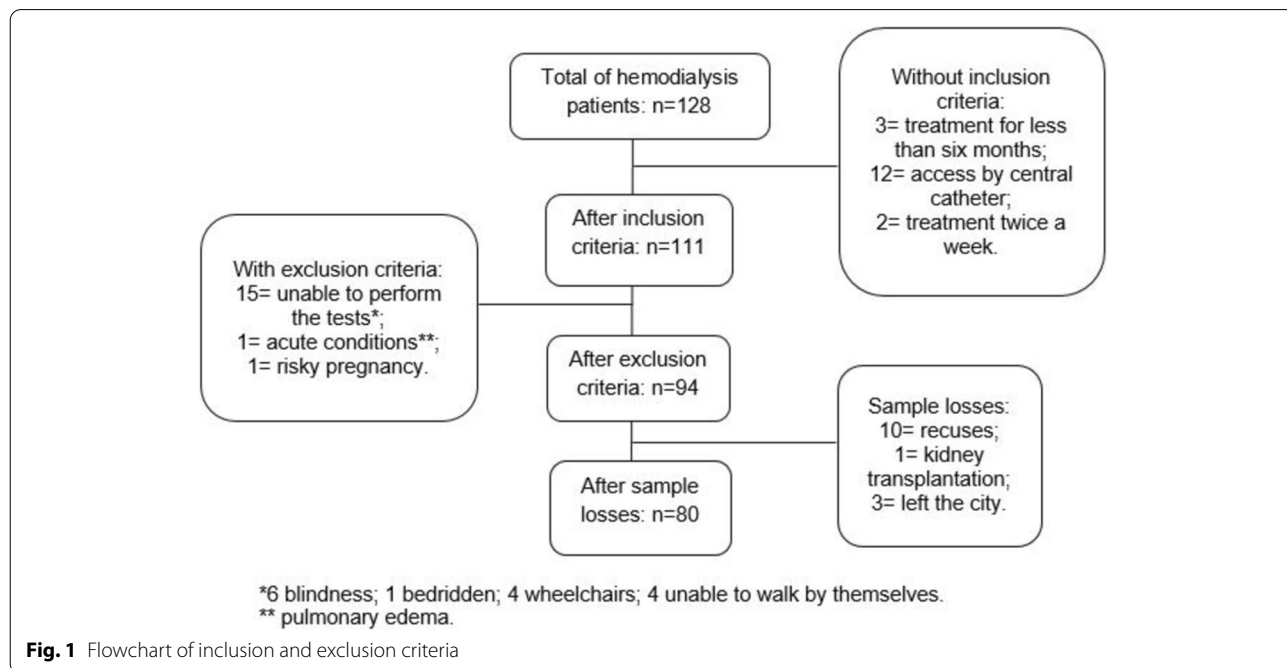 Total of hemodialysis
patients: n=128
Without inclusion
criteria:
3= treatment for less
than six months;
12= access by central
catheter;
2= treatment twice a
week.
After inclusion
criteria: n=111
With exclusion criteria:
15= unable to perform
the tests*;
1= acute conditions**;
1= risky pregnancy.
After exclusion
criteria: n=94
Sample losses:
10= recuses;
1= kidney
transplantation;
3= left the city.
After sample
losses: n=80
*6 blindness; 1 bedridden; 4 wheelchairs; 4 unable to walk by themselves.
** pulmonary edema.
Fig. 1 Flowchart of inclusion and exclusion criteria